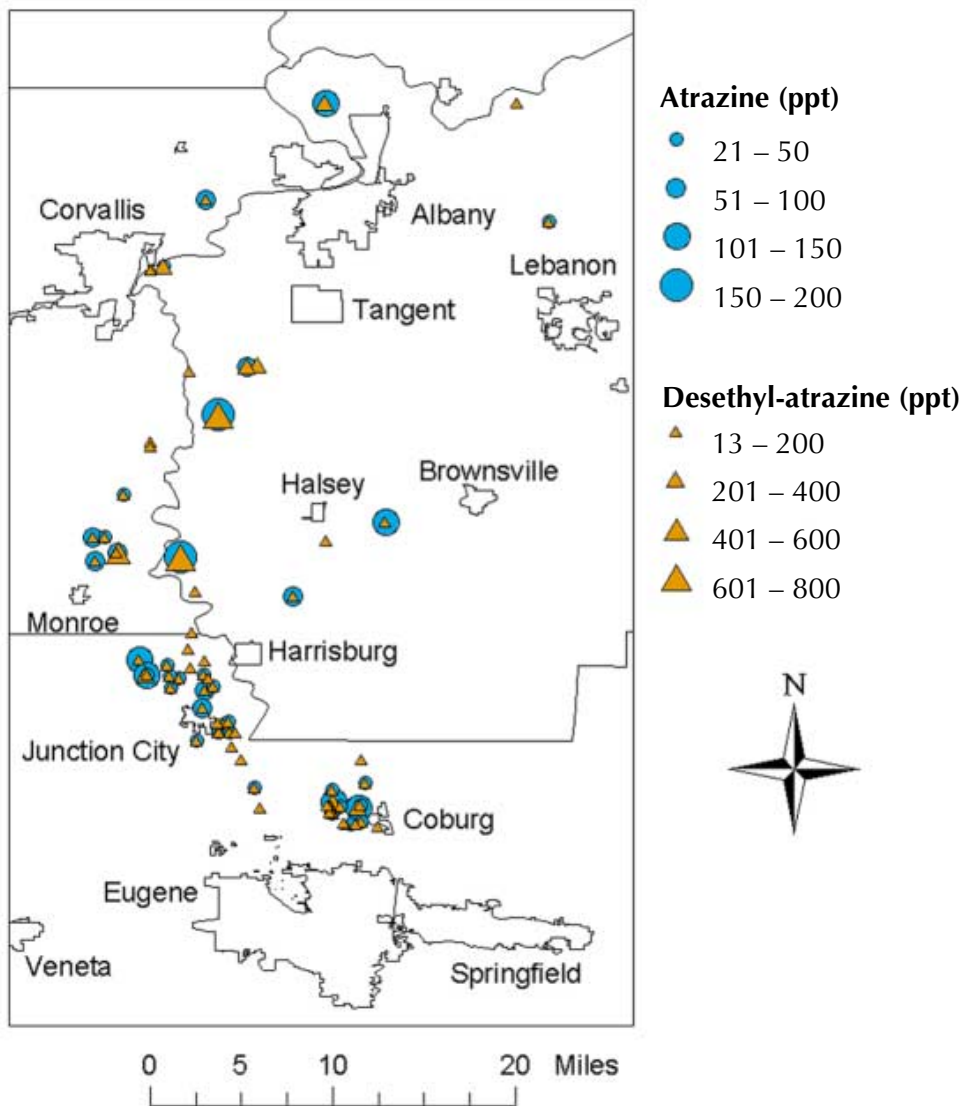 Corvallis
Albany
Lebanon
Tangent
Brownsville
Halsey
Monroe
Harrisburg
Junction City
Coburg
Eugene
Veneta
Springfield
0 5 10 20 Miles
Atrazine (ppt)
21 – 50
51 – 100
101 – 150
150 – 200
Desethyl-atrazine (ppt)
13 – 200
201 – 400
401 – 600
601 – 800
N